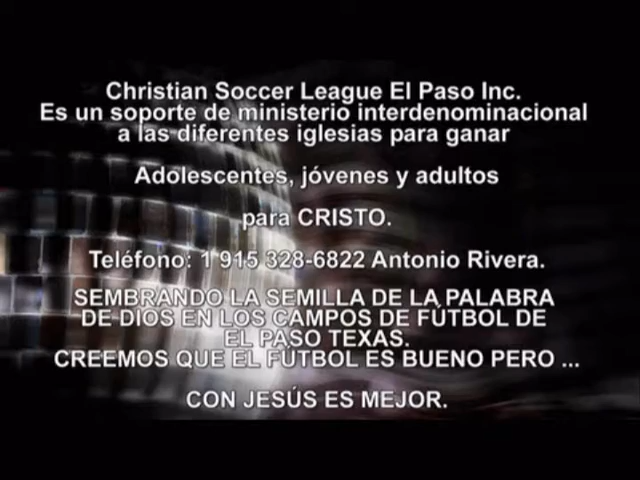 Christian Soccer League El Paso Inc.
Es un soporte de ministerio interdenominacional
a las diferentes iglesias para ganar
Adolescentes, jóvenes y adultos
para CRISTO.
Teléfono: 1 915 328-6822 Antonio Rivera.
SEMBRANDO LA SEMILLA DE LA PALABRA
DE DIOS EN LOS CAMPOS DE FÚTBOL DE
EL PASO TEXAS.
CREEMOS QUE EL FÚTBOL ES BUENO PERO ...
CON JESÚS ES MEJOR.